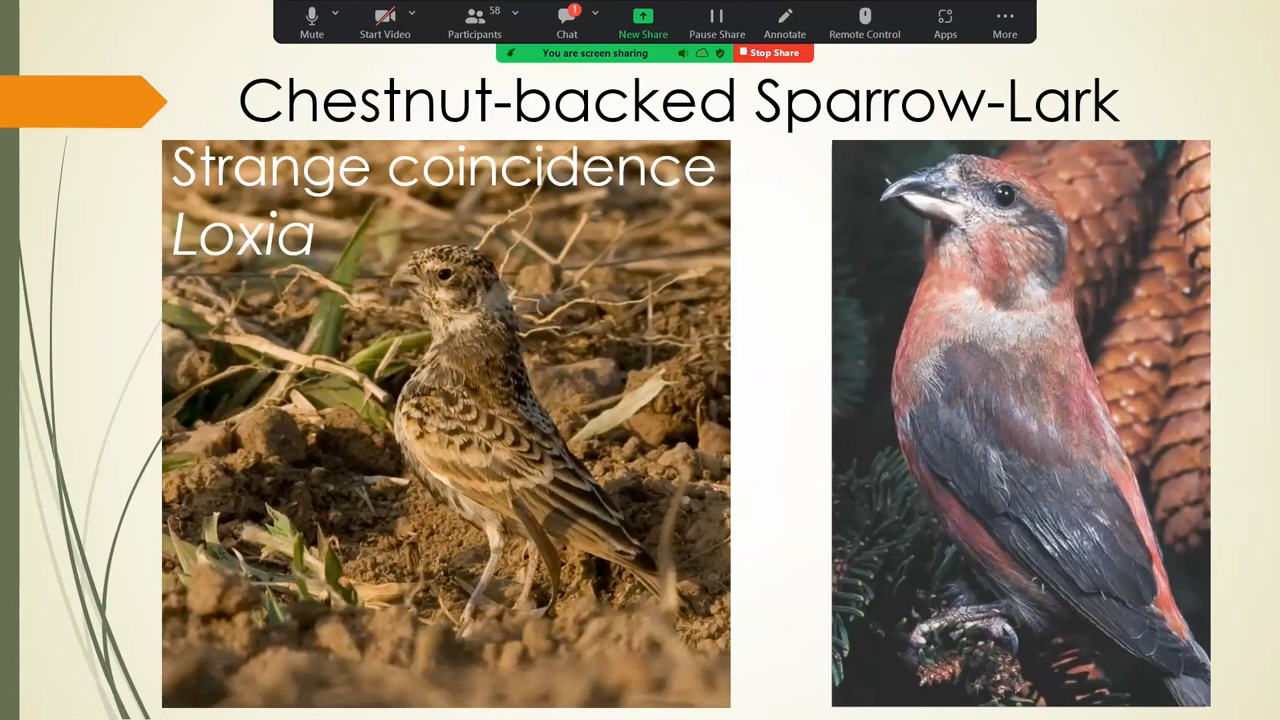 Mute
Start Video
58
Participants
1
Chat
New Share
Pause Share
Annotate
Remote Control
Apps
More
You are screen sharing
Stop Share
Chestnut-backed Sparrow-Lark
Strange coincidence
Loxia